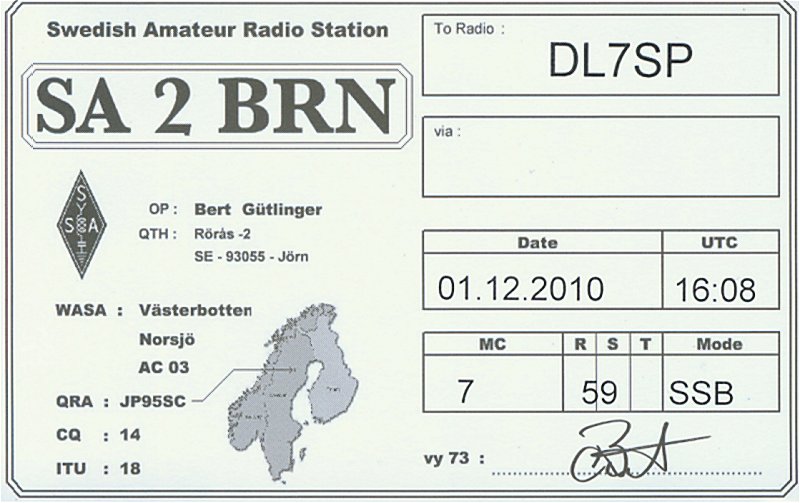 Swedish Amateur Radio Station
SA 2 BRN
SSA
OP : Bert Gütlinger
QTH : Rörås -2
SE - 93055 - Jörn
WASA : Västerbotten
Norsjö
AC 03
QRA : JP95SC
CQ : 14
ITU : 18
To Radio :
DL7SP
via :
Date UTC
01.12.2010 16:08
MC R S T Mode
7 59 SSB
vy 73 :